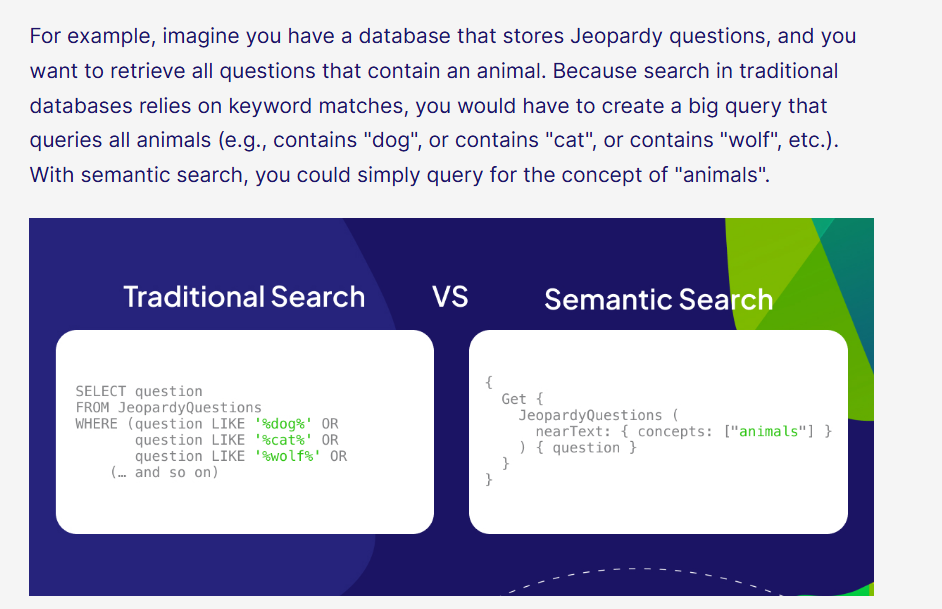 For example, imagine you have a database that stores Jeopardy questions, and you
want to retrieve all questions that contain an animal. Because search in traditional
databases relies on keyword matches, you would have to create a big query that
queries all animals (e.g., contains "dog", or contains "cat", or contains "wolf", etc.).
With semantic search, you could simply query for the concept of "animals".
Traditional Search
VS
Semantic Search
SELECT question
FROM JeopardyQuestions
WHERE (question LIKE '%dog%' OR
       question LIKE '%cat%' OR
       question LIKE '%wolf%' OR
    (… and so on)
{
  Get {
    JeopardyQuestions (
      nearText: { concepts: ["animals"] }
    ) { question }
  }
}